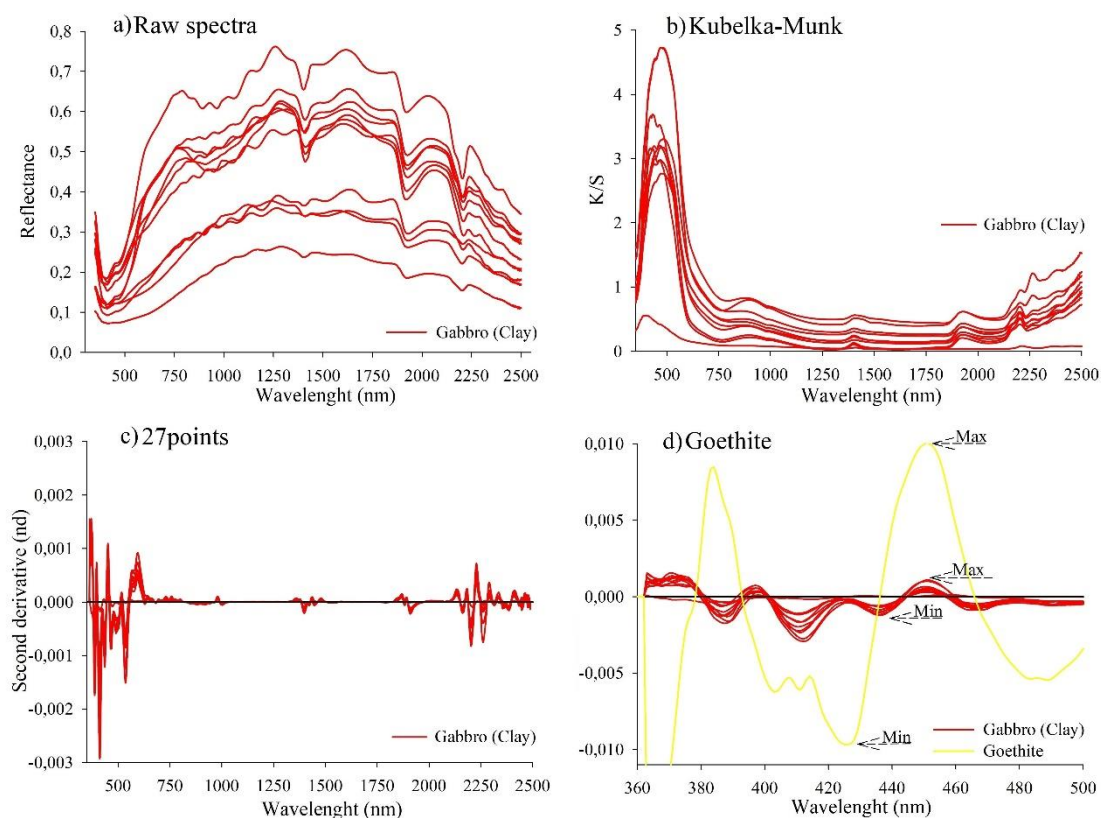 a) Raw spectra
0,8
0,7
0,6
0,5
0,4
0,3
0,2
0,1
0,0
Reflectance
Gabbro (Clay)
500 750 1000 1250 1500 1750 2000 2250 2500
Wavelenght (nm)
b) Kubelka-Munk
5
4
3
2
1
0
K/S
Gabbro (Clay)
500 750 1000 1250 1500 1750 2000 2250 2500
Wavelenght (nm)
c) 27points
0,003
0,002
0,001
0,000
-0,001
-0,002
-0,003
Second derivative (nd)
Gabbro (Clay)
500 750 1000 1250 1500 1750 2000 2250 2500
Wavelenght (nm)
d) Goethite
0,010
0,005
0,000
-0,005
-0,010
Max
Max
Min
Min
Gabbro (Clay)
Goethite
360 380 400 420 440 460 480 500
Wavelenght (nm)